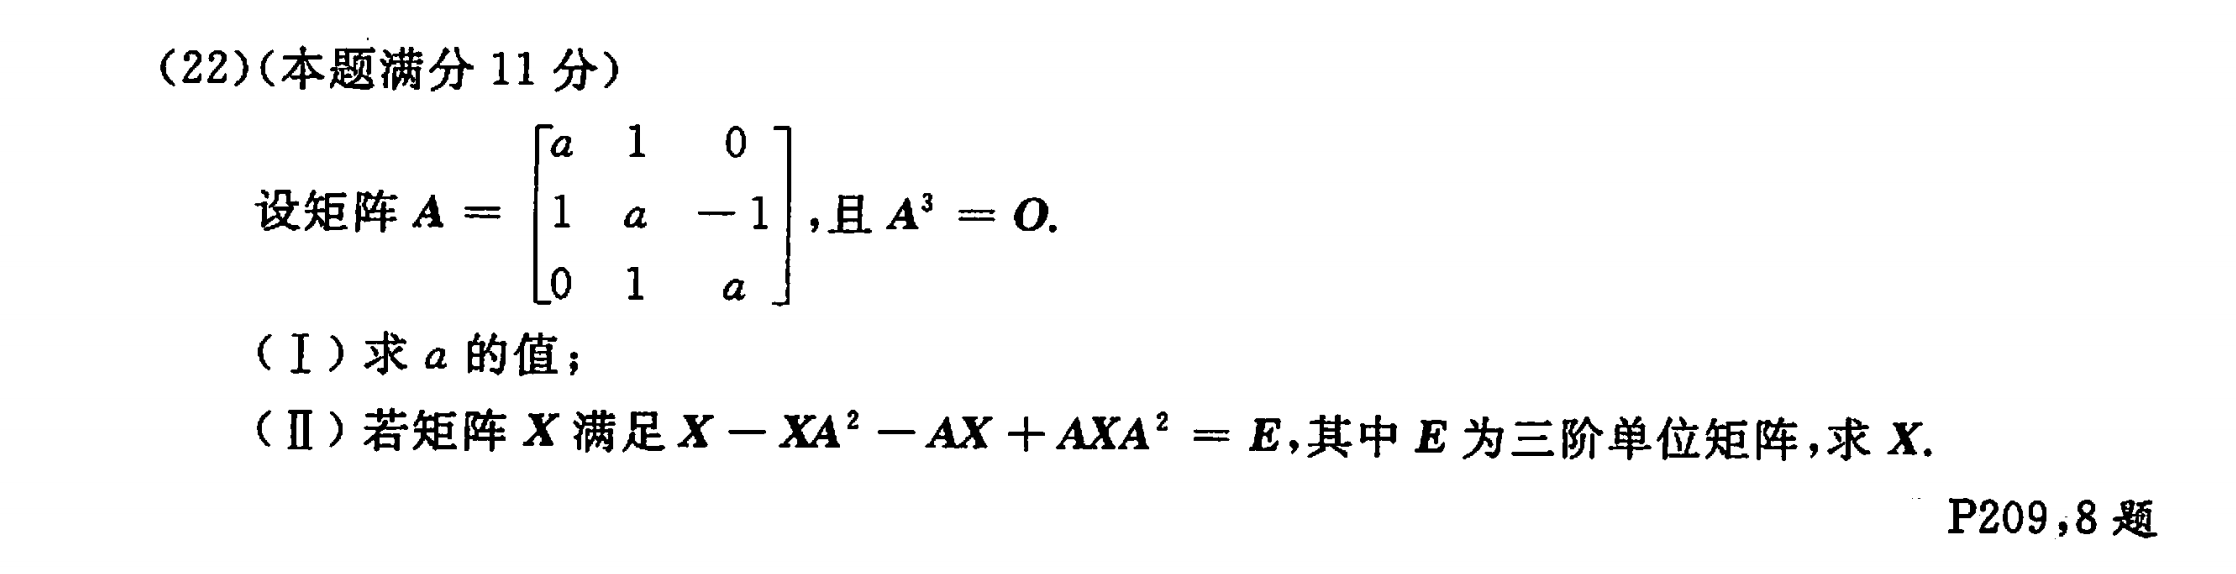 (22)(本题满分 11 分)
设矩阵 A = [a 1 0; 1 a −1; 0 1 a], 且 A³ = O.
(Ⅰ) 求 a 的值;
(Ⅱ) 若矩阵 X 满足 X − XA² − AX + AXA² = E, 其中 E 为三阶单位矩阵, 求 X.
P209, 8 题